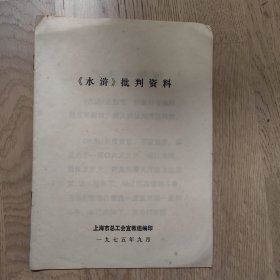 《水浒》批判资料
上海市总工会宣教组编印
一九七五年九月